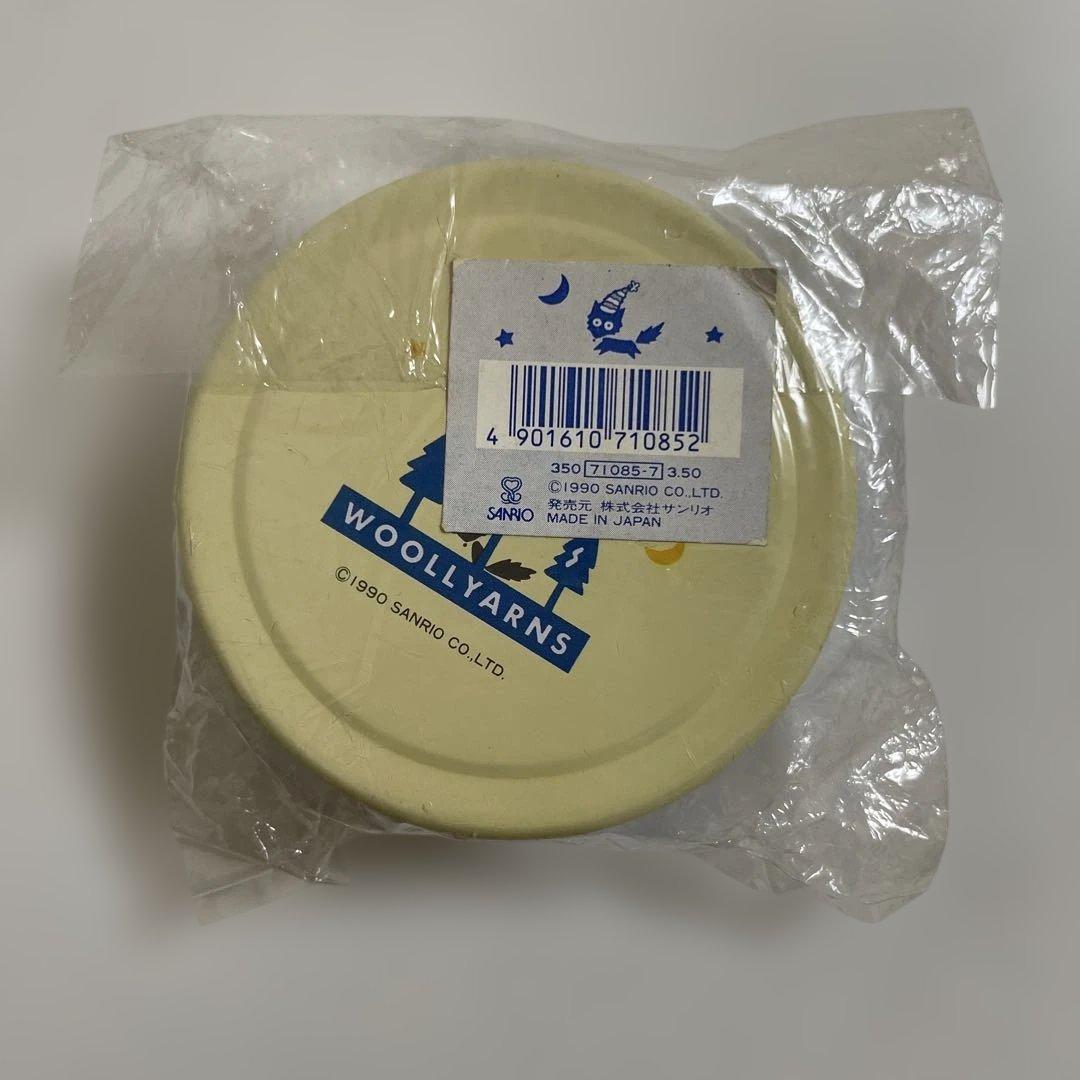 4 901610 710852
350 71085-7 3.50
©1990 SANRIO CO.,LTD.
SANRIO 発売元 株式会社サンリオ
MADE IN JAPAN
WOOLLYARNS
©1990 SANRIO CO.,LTD.